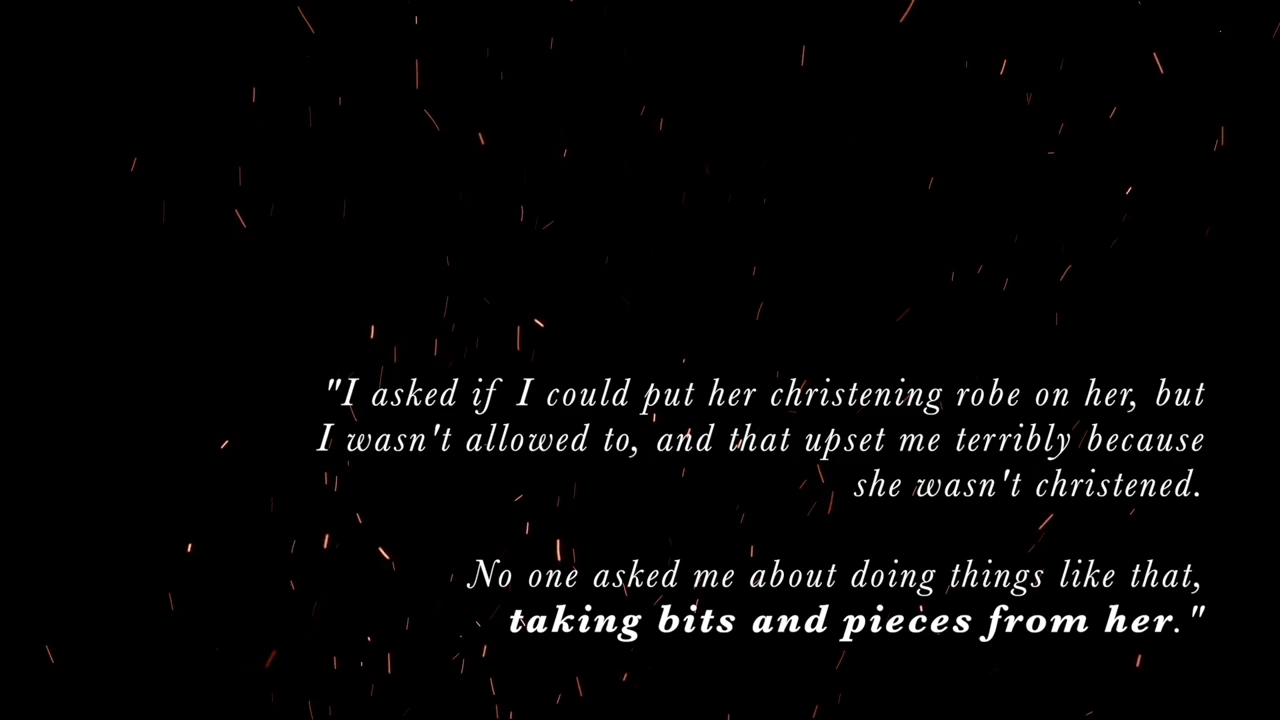 "I asked if I could put her christening robe on her, but
I wasn't allowed to, and that upset me terribly because
she wasn't christened.
No one asked me about doing things like that,
taking bits and pieces from her."